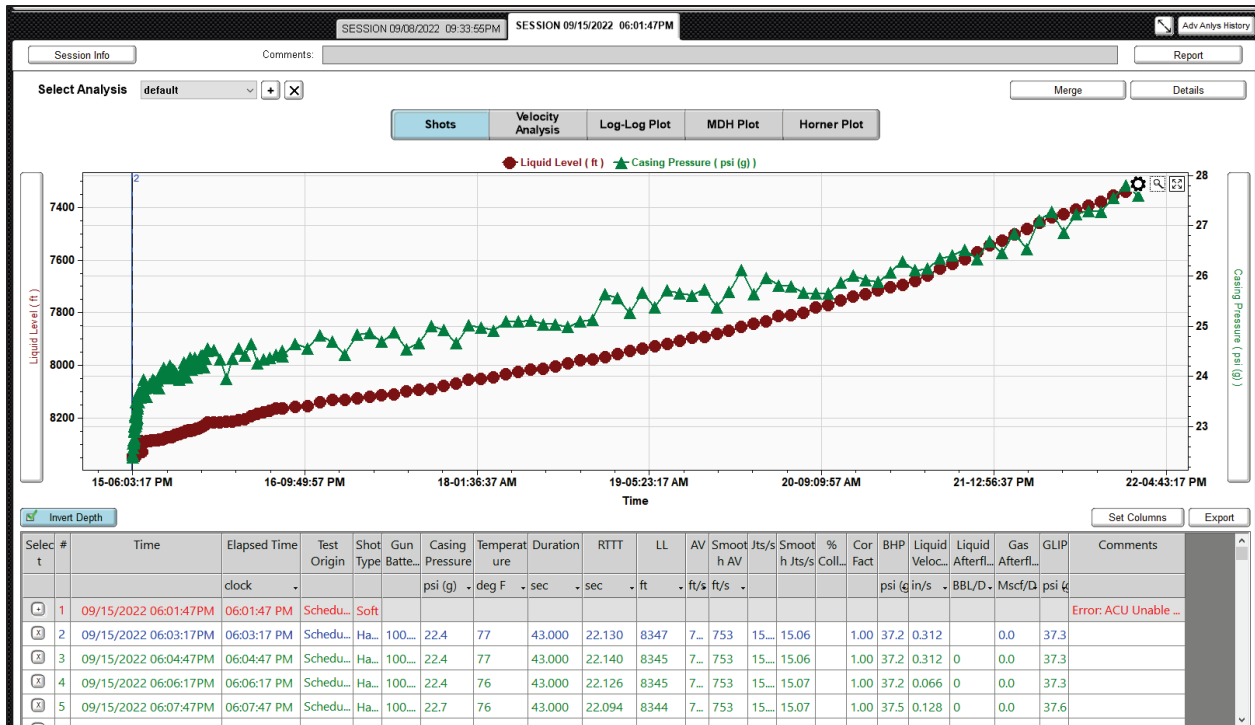 SESSION 09/08/2022 09:33:55PM
SESSION 09/15/2022 06:01:47PM
Adv Anlys History
Session Info
Comments:
Report
Select Analysis
default
+
X
Merge
Details
Shots
Velocity
Analysis
Log-Log Plot
MDH Plot
Horner Plot
Liquid Level ( ft )
Casing Pressure ( psi (g) )
2
Liquid Level ( ft )
7400
7600
7800
8000
8200
28
27
26
25
24
23
Casing Pressure ( psi (g) )
15-06:03:17 PM
16-09:49:57 PM
18-01:36:37 AM
19-05:23:17 AM
20-09:09:57 AM
21-12:56:37 PM
22-04:43:17 PM
Time
Invert Depth
Set Columns
Export
Selec # Time Elapsed Time Test Shot Gun Casing Temperat Duration RTTT LL AV Smoot Jts/s Smoot % Cor BHP Liquid Liquid Gas GLIP Comments
t Origin Type Batte... Pressure ure h AV h Jts/s Coll... Fact Veloc... Afterfl... Afterfl...
clock psi (g) deg F sec sec ft ft/s ft/s psi (g in/s BBL/D Mscf/D psi (g
1 09/15/2022 06:01:47PM 06:01:47 PM Schedu... Soft Error: ACU Unable ...
X 2 09/15/2022 06:03:17PM 06:03:17 PM Schedu... Ha... 100... 22.4 77 43.000 22.130 8347 7... 753 15... 15.06 1.00 37.2 0.312 0.0 37.3
X 3 09/15/2022 06:04:47PM 06:04:47 PM Schedu... Ha... 100... 22.4 77 43.000 22.140 8345 7... 753 15... 15.06 1.00 37.2 0.312 0 0.0 37.3
X 4 09/15/2022 06:06:17PM 06:06:17 PM Schedu... Ha... 100... 22.4 76 43.000 22.126 8345 7... 753 15... 15.07 1.00 37.2 0.066 0 0.0 37.3
X 5 09/15/2022 06:07:47PM 06:07:47 PM Schedu... Ha... 100... 22.7 76 43.000 22.094 8344 7... 753 15... 15.07 1.00 37.5 0.128 0 0.0 37.6